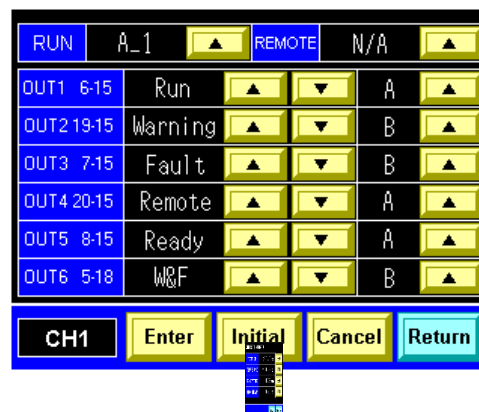 RUN A_1 ▲ REMOTE N/A ▲
OUT1 6-15 Run ▲ ▼ A ▲
OUT2 19-15 Warning ▲ ▼ B ▲
OUT3 7-15 Fault ▲ ▼ B ▲
OUT4 20-15 Remote ▲ ▼ A ▲
OUT5 8-15 Ready ▲ ▼ A ▲
OUT6 5-18 W&F ▲ ▼ B ▲
CH1 Enter Initial Cancel Return